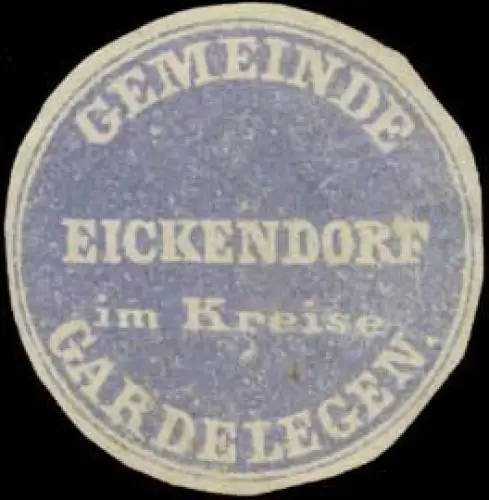 GEMEINDE
EICKENDORF
im Kreise
GARDELEGEN.